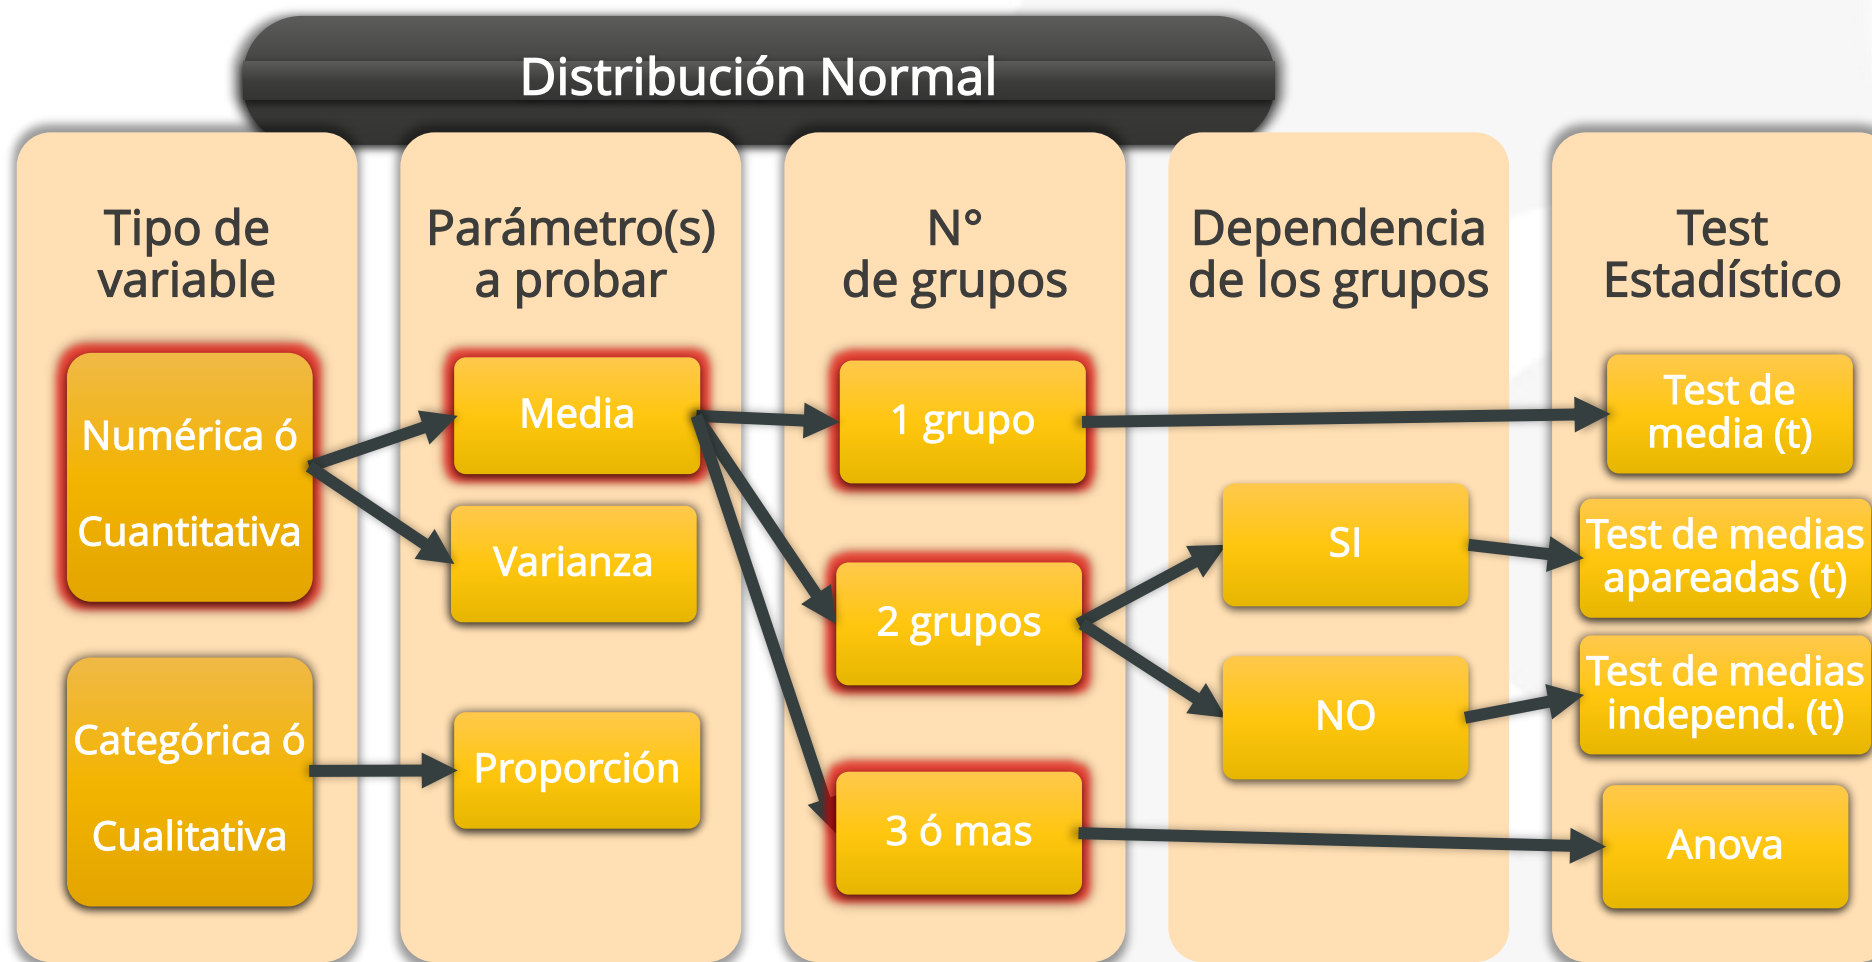 Distribución Normal
Tipo de
variable
Numérica ó
Cuantitativa
Categórica ó
Cualitativa
Parámetro(s)
a probar
Media
Varianza
Proporción
N°
de grupos
1 grupo
2 grupos
3 ó mas
Dependencia
de los grupos
SI
NO
Test
Estadístico
Test de
media (t)
Test de medias
apareadas (t)
Test de medias
independ. (t)
Anova